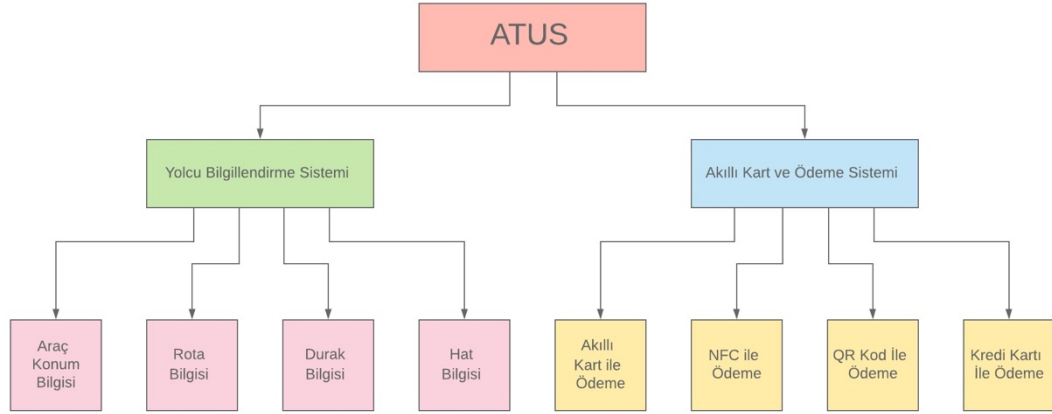 ATUS
Yolcu Bilgillendirme Sistemi
Akıllı Kart ve Ödeme Sistemi
Araç
Konum
Bilgisi
Rota
Bilgisi
Durak
Bilgisi
Hat
Bilgisi
Akıllı
Kart ile
Ödeme
NFC ile
Ödeme
QR Kod İle
Ödeme
Kredi Kartı
İle Ödeme